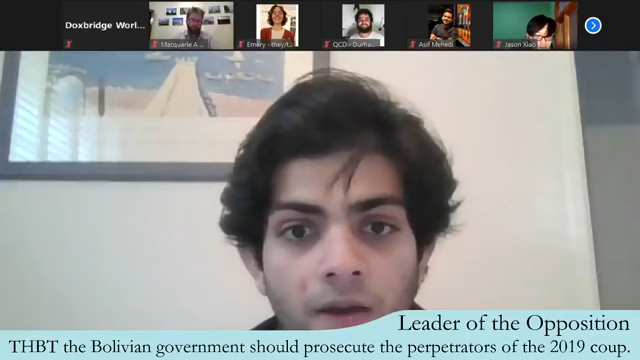 Doxbridge Worl...
Macquarie A ...
Emery - they/t...
QCD - Durha...
Asif Mehedi
Jason Xiao
Leader of the Opposition
THBT the Bolivian government should prosecute the perpetrators of the 2019 coup.